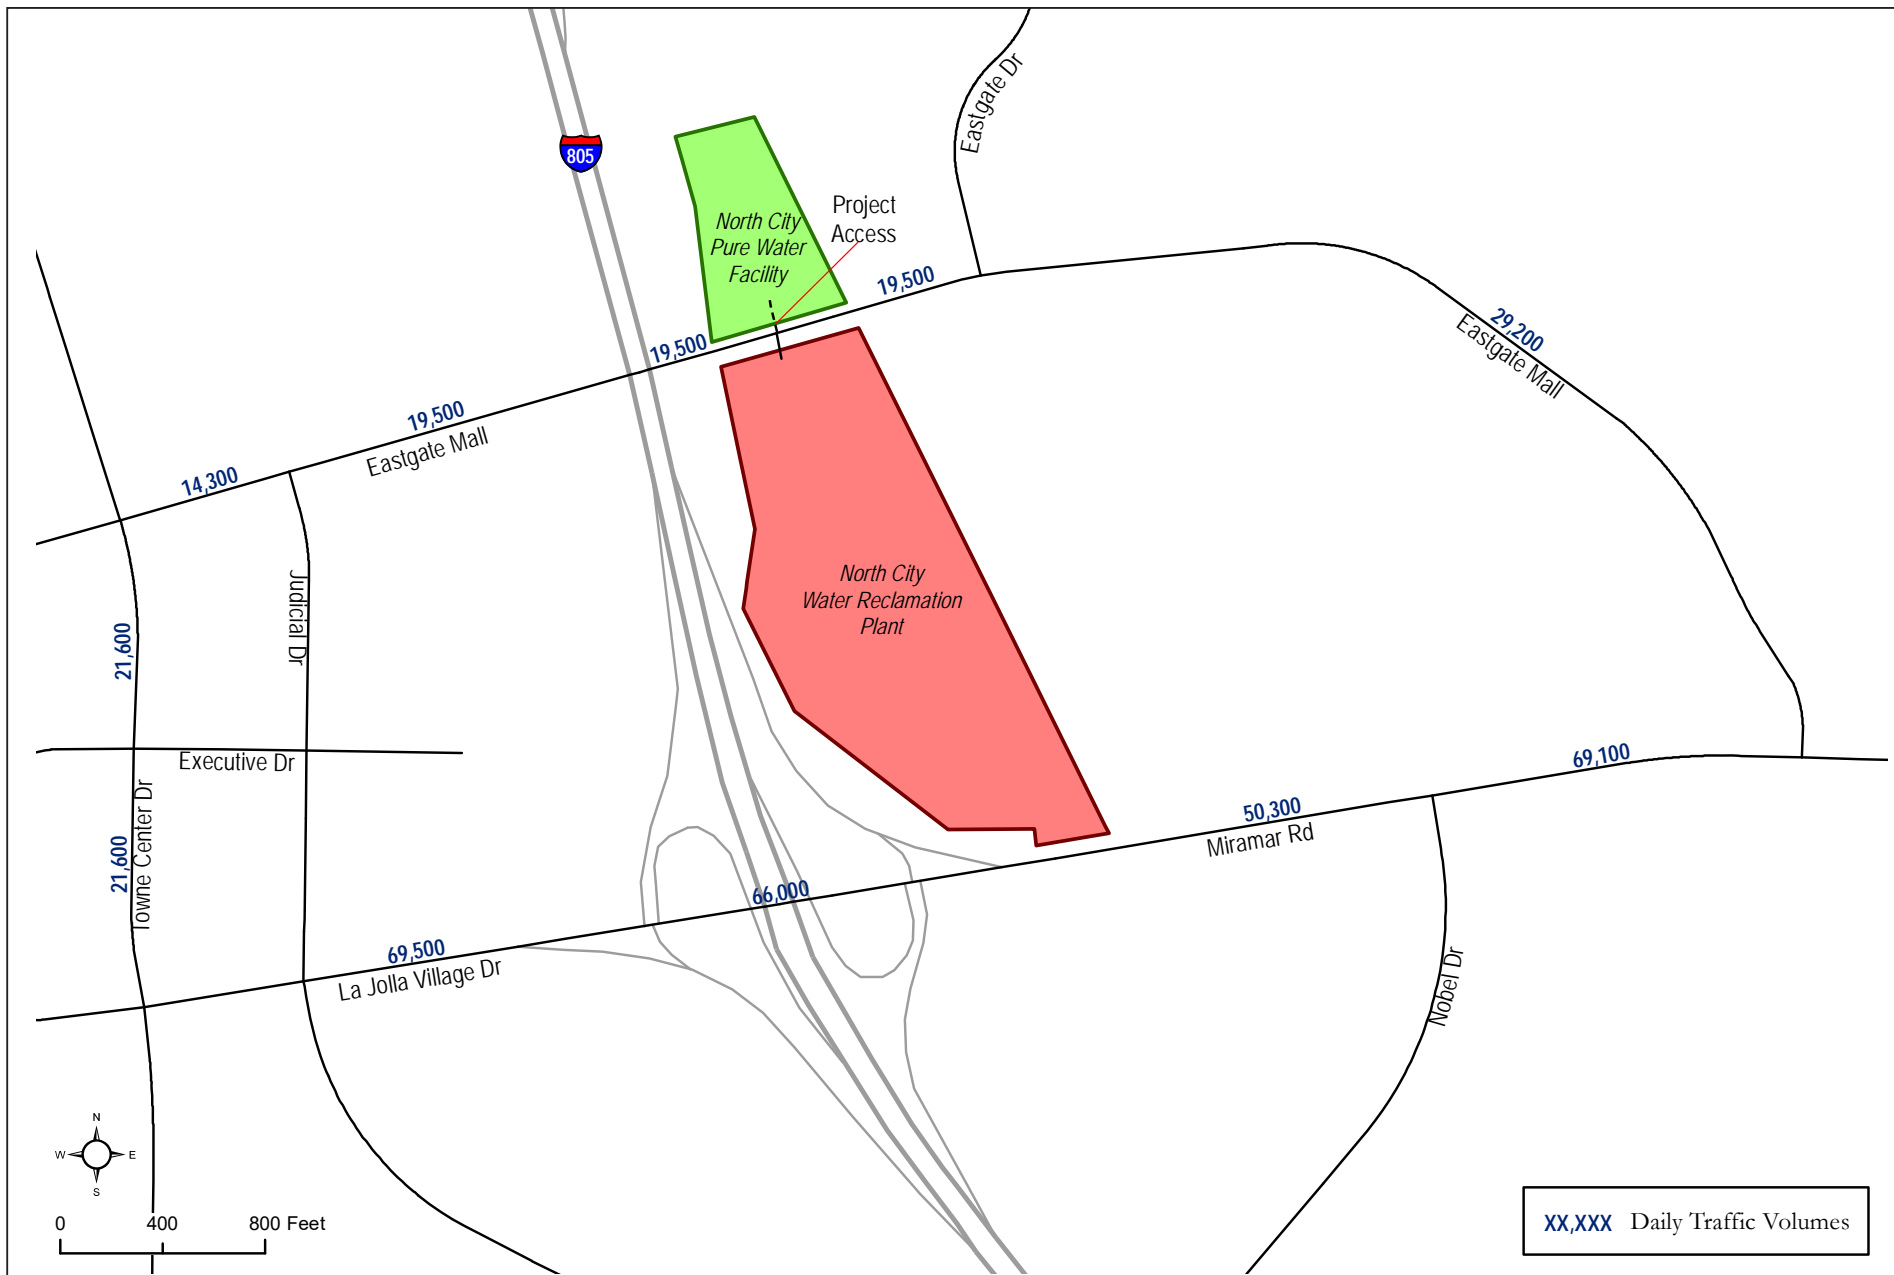 Eastgate Dr
805
Project
Access
North City
Pure Water
Facility
19,500
29,200
Eastgate Mall
19,500
19,500
Eastgate Mall
14,300
Judicial Dr
North City
Water Reclamation
Plant
21,600
Executive Dr
69,100
50,300
Miramar Rd
Towne Center Dr
21,600
66,000
69,500
La Jolla Village Dr
Nobel Dr
N
W E
S
0 400 800 Feet
XX,XXX Daily Traffic Volumes